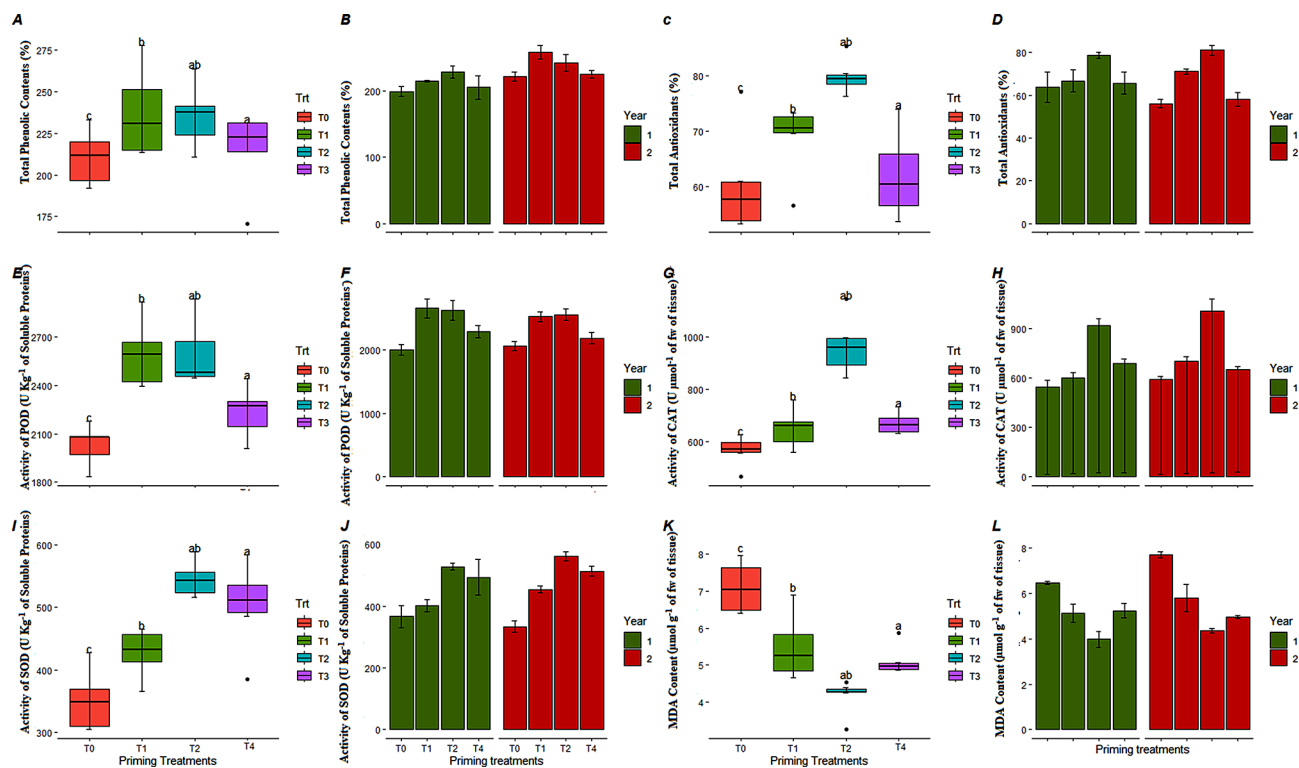 A
Total Phenolic Contents (%)
275
250
225
200
175
c
b
ab
a
Trt
T0
T1
T2
T3
B
Total Phenolic Contents (%)
200
100
0
Year
1
2
c
Total Antioxidants (%)
80
70
60
c
b
ab
a
Trt
T0
T1
T2
T3
D
Total Antioxidants (%)
80
60
40
20
0
Year
1
2
E
Activity of POD (U Kg-1 of Soluble Proteins)
2700
2400
2100
1800
c
b
ab
a
Trt
T0
T1
T2
T3
F
Activity of POD (U Kg-1 of Soluble Proteins)
2000
1000
0
Year
1
2
G
Activity of CAT (U µmol-1 of fw of tissue)
1000
800
600
c
b
ab
a
Trt
T0
T1
T2
T3
H
Activity of CAT (U µmol-1 of fw of tissue)
900
600
300
0
Year
1
2
I
Activity of SOD (U Kg-1 of Soluble Proteins)
600
500
400
300
c
b
ab
a
T0 T1 T2 T4
Priming Treatments
Trt
T0
T1
T2
T3
J
Activity of SOD (U Kg-1 of Soluble Proteins)
600
400
200
0
T0 T1 T2 T4 T0 T1 T2 T4
Year
1
2
K
MDA Content (µmol g-1 of fw of tissue)
8
7
6
5
4
c
b
ab
a
T0 T1 T2 T4
Priming Treatments
Trt
T0
T1
T2
T3
L
MDA Content (µmol g-1 of fw of tissue)
8
6
4
2
0
Priming treatments
Year
1
2